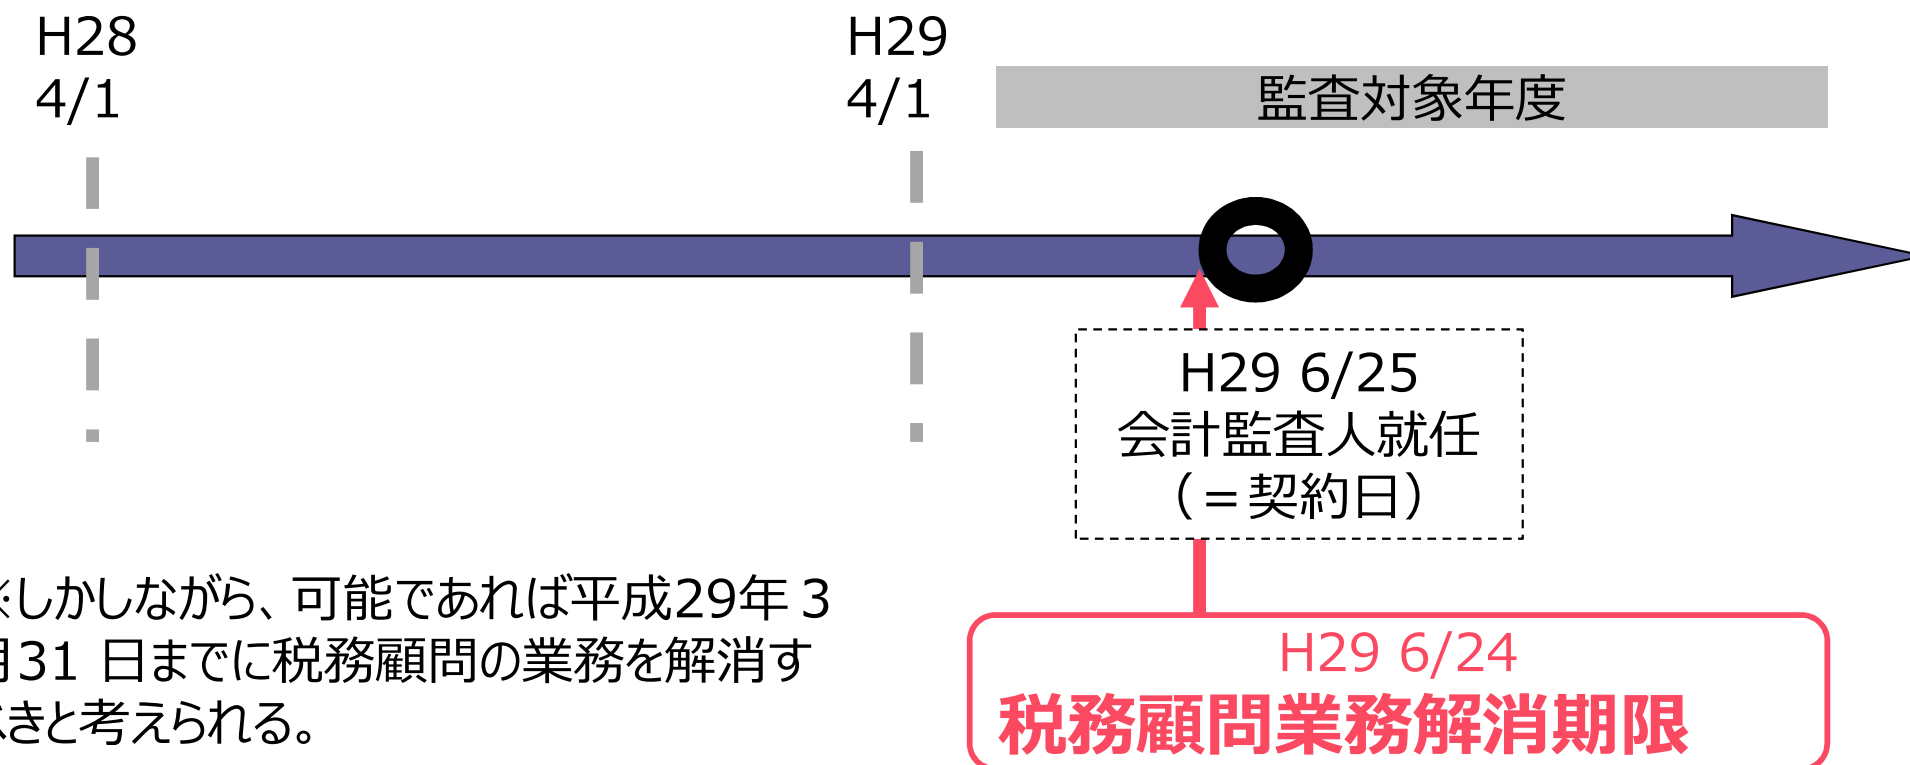 H28
4/1
H29
4/1
監査対象年度
H29 6/25
会計監査人就任
（＝契約日）
※しかしながら、可能であれば平成29年３
月31 日までに税務顧問の業務を解消す
べきと考えられる。
H29 6/24
税務顧問業務解消期限